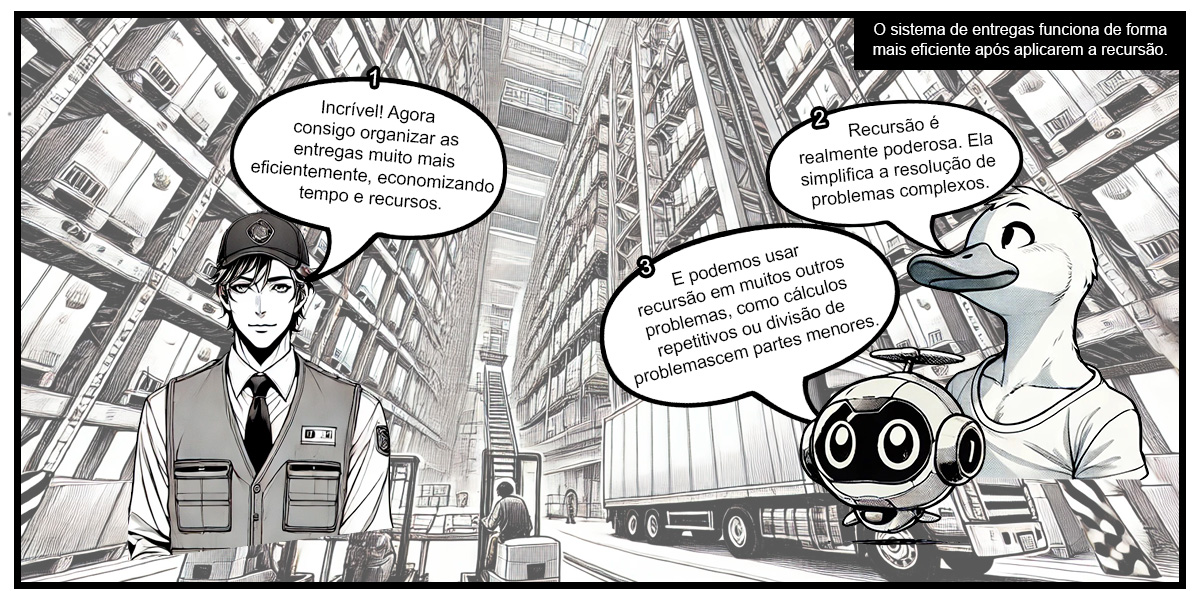 O sistema de entregas funciona de forma
mais eficiente após aplicarem a recursão.
1
Incrível! Agora
consigo organizar as
entregas muito mais
eficientemente, economizando
tempo e recursos.
2
Recursão é
realmente poderosa. Ela
simplifica a resolução de
problemas complexos.
3
E podemos usar
recursão em muitos outros
problemas, como cálculos
repetitivos ou divisão de
problemascem partes menores.